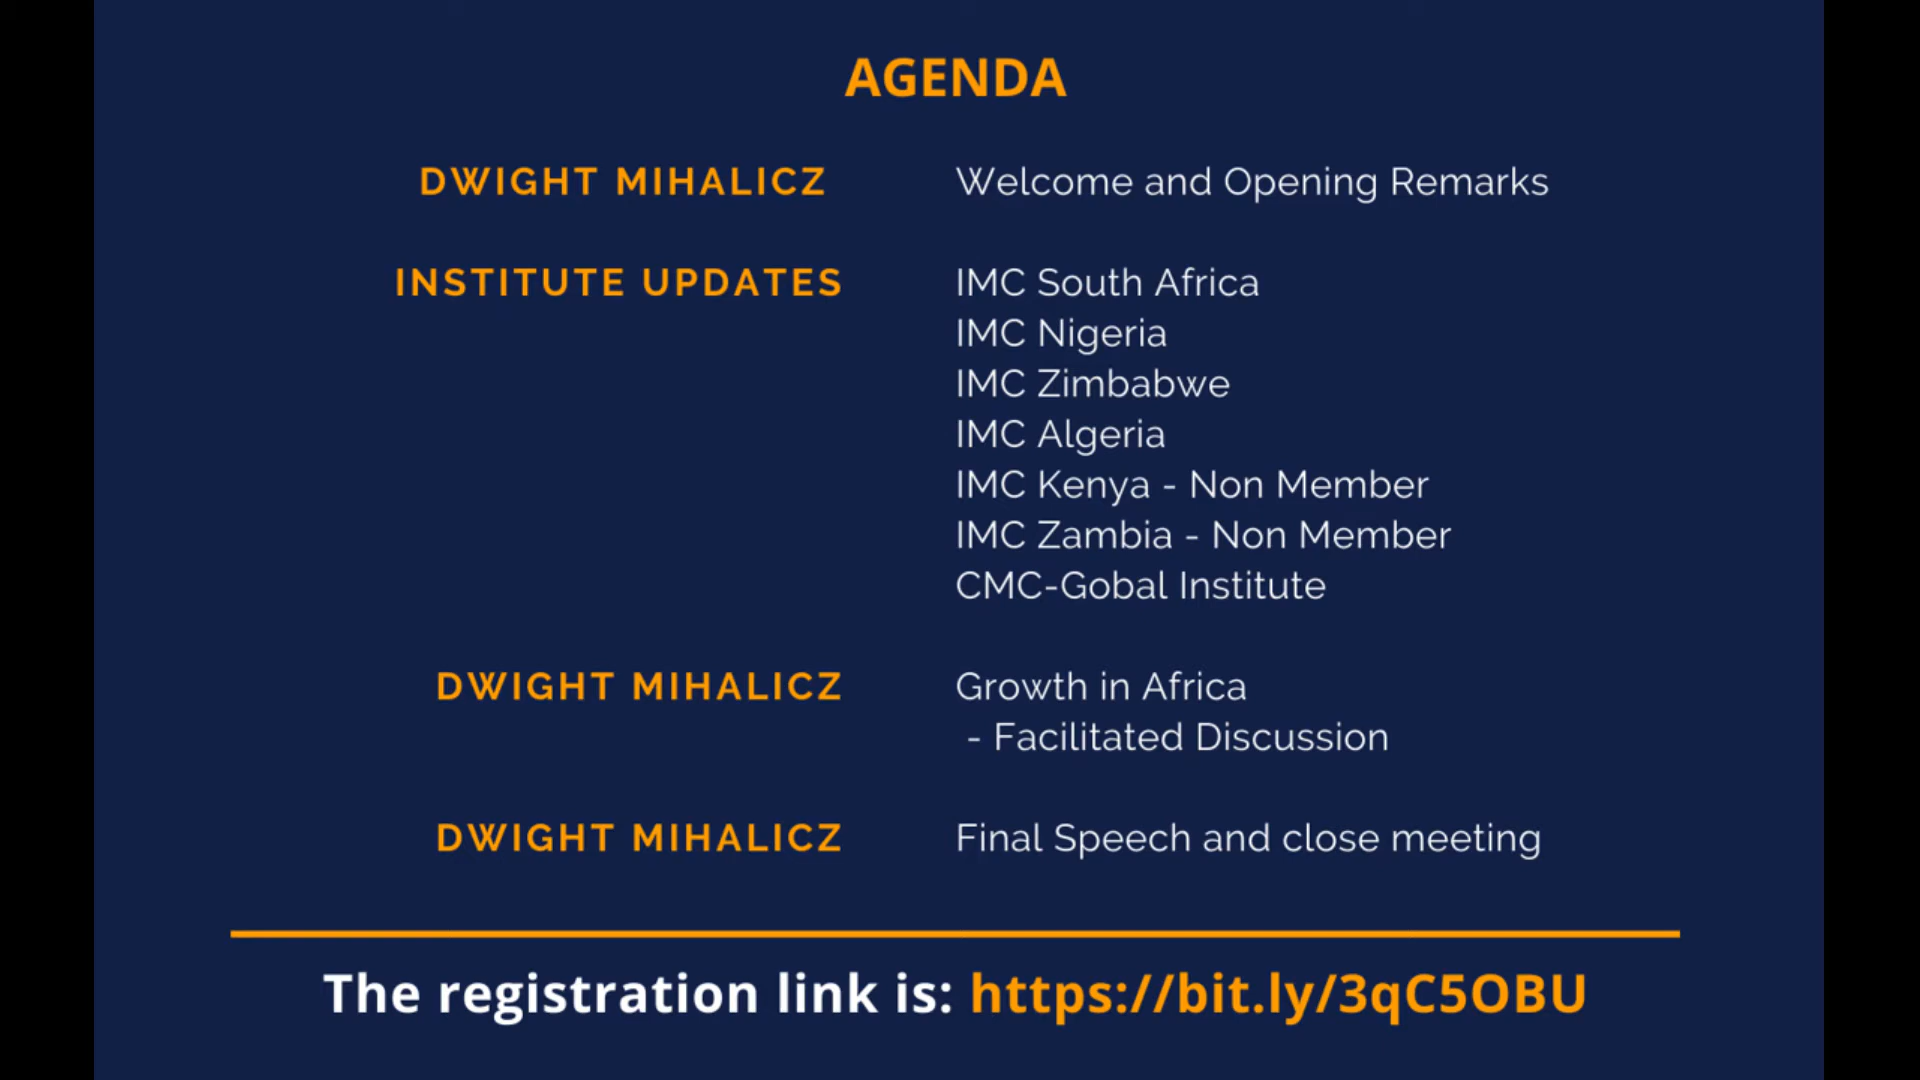 AGENDA
DWIGHT MIHALICZ Welcome and Opening Remarks
INSTITUTE UPDATES IMC South Africa
IMC Nigeria
IMC Zimbabwe
IMC Algeria
IMC Kenya - Non Member
IMC Zambia - Non Member
CMC-Gobal Institute
DWIGHT MIHALICZ Growth in Africa
- Facilitated Discussion
DWIGHT MIHALICZ Final Speech and close meeting
The registration link is: https://bit.ly/3qC5OBU